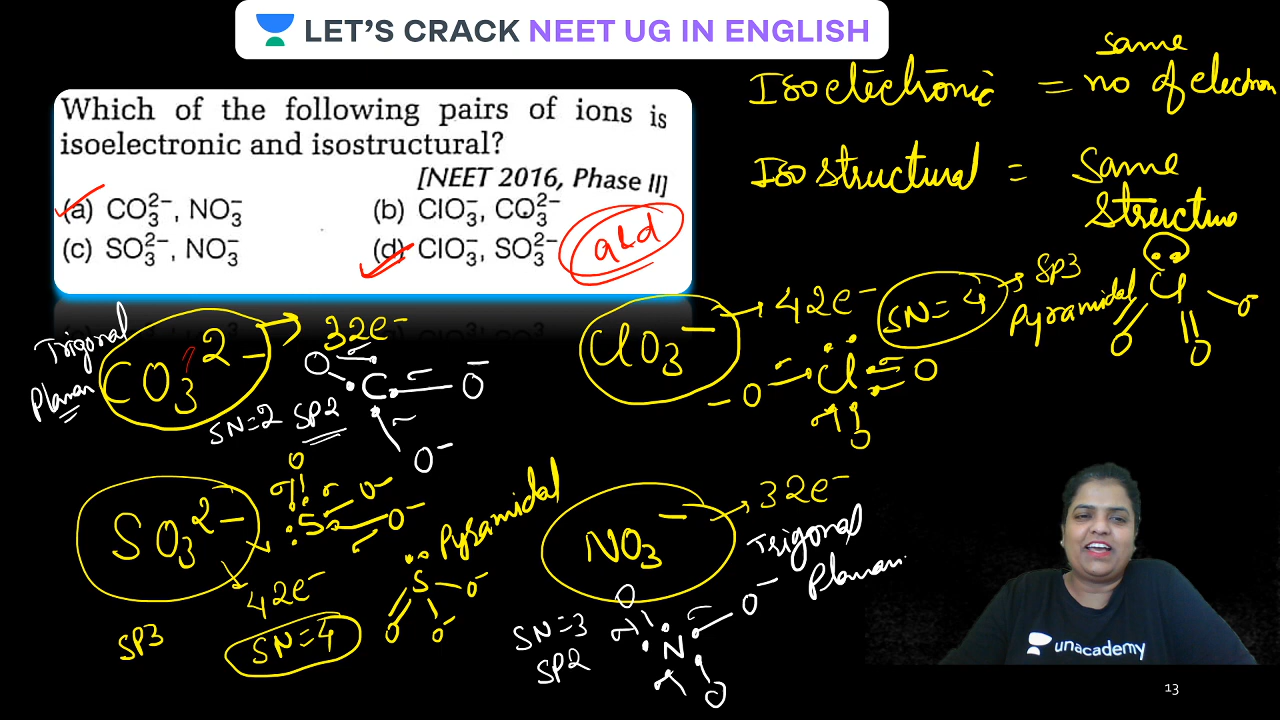 LET'S CRACK NEET UG IN ENGLISH
Which of the following pairs of ions is
isoelectronic and isostructural?
[NEET 2016, Phase II]
(a) CO₃²⁻, NO₃⁻ (b) ClO₃⁻, CO₃²⁻
(c) SO₃²⁻, NO₃⁻ (d) ClO₃⁻, SO₃²⁻
a & d
same
Isoelectronic = no of electron
Isostructural = Same
Structure
Trigonal
Planar
CO₃²⁻ → 32e⁻
O C O⁻
O⁻
SN=2 SP2
ClO₃⁻ → 42e⁻
SN=4 → SP3
Pyramidal
Cl
O O O⁻
⁻O Cl O
O
SO₃²⁻
O
S O⁻
O⁻
42e⁻
SP3
SN=4
Pyramidal
S
O O⁻ O⁻
NO₃⁻ → 32e⁻
Trigonal
Planar
O
N O⁻
O
SN=3
SP2
unacademy
13